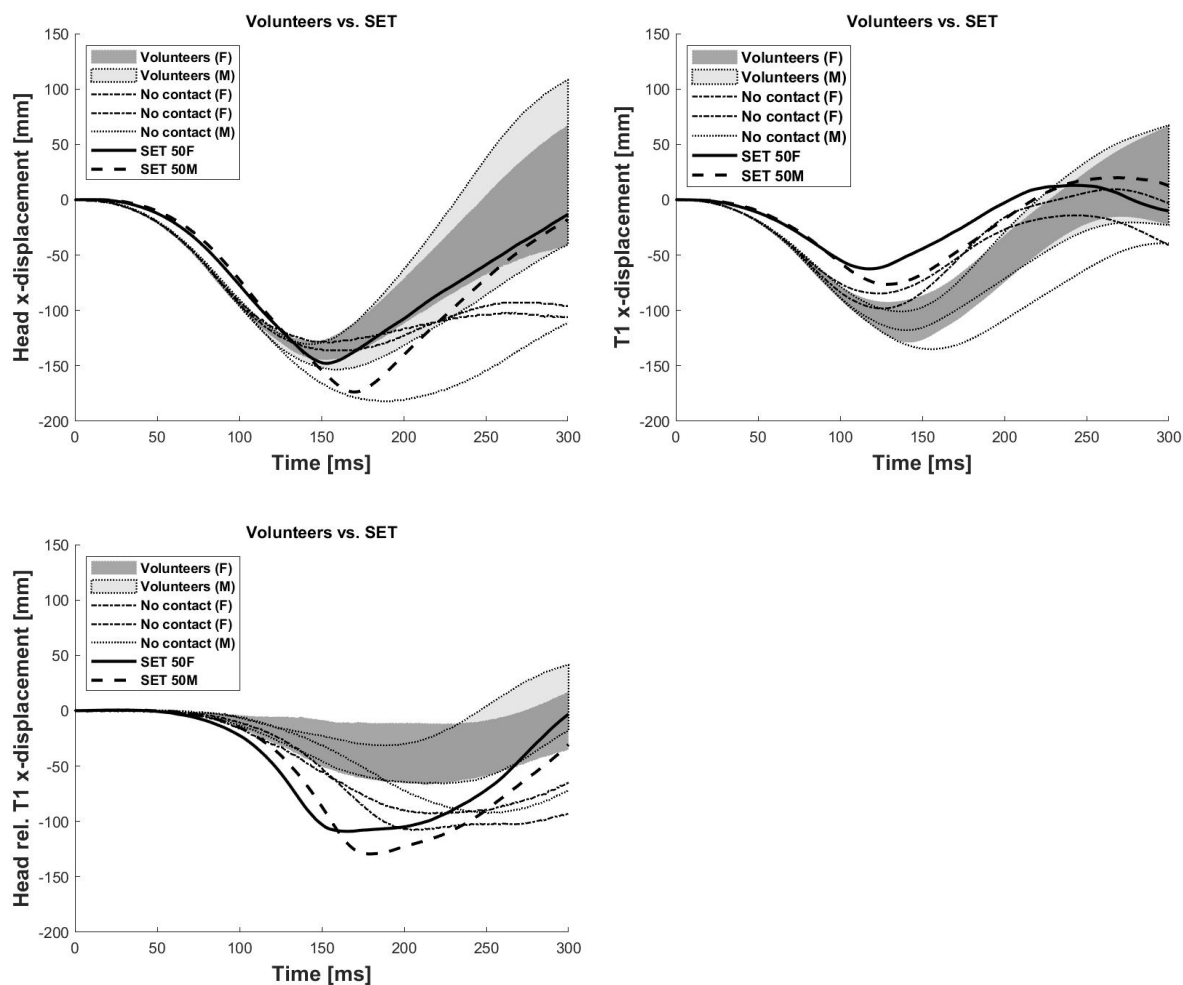 Volunteers vs. SET
Head x-displacement [mm]
150
100
50
0
-50
-100
-150
-200
Volunteers (F)
Volunteers (M)
No contact (F)
No contact (F)
No contact (M)
SET 50F
SET 50M
0 50 100 150 200 250 300
Time [ms]
Volunteers vs. SET
T1 x-displacement [mm]
150
100
50
0
-50
-100
-150
-200
Volunteers (F)
Volunteers (M)
No contact (F)
No contact (F)
No contact (M)
SET 50F
SET 50M
0 50 100 150 200 250 300
Time [ms]
Volunteers vs. SET
Head rel. T1 x-displacement [mm]
150
100
50
0
-50
-100
-150
-200
Volunteers (F)
Volunteers (M)
No contact (F)
No contact (F)
No contact (M)
SET 50F
SET 50M
0 50 100 150 200 250 300
Time [ms]